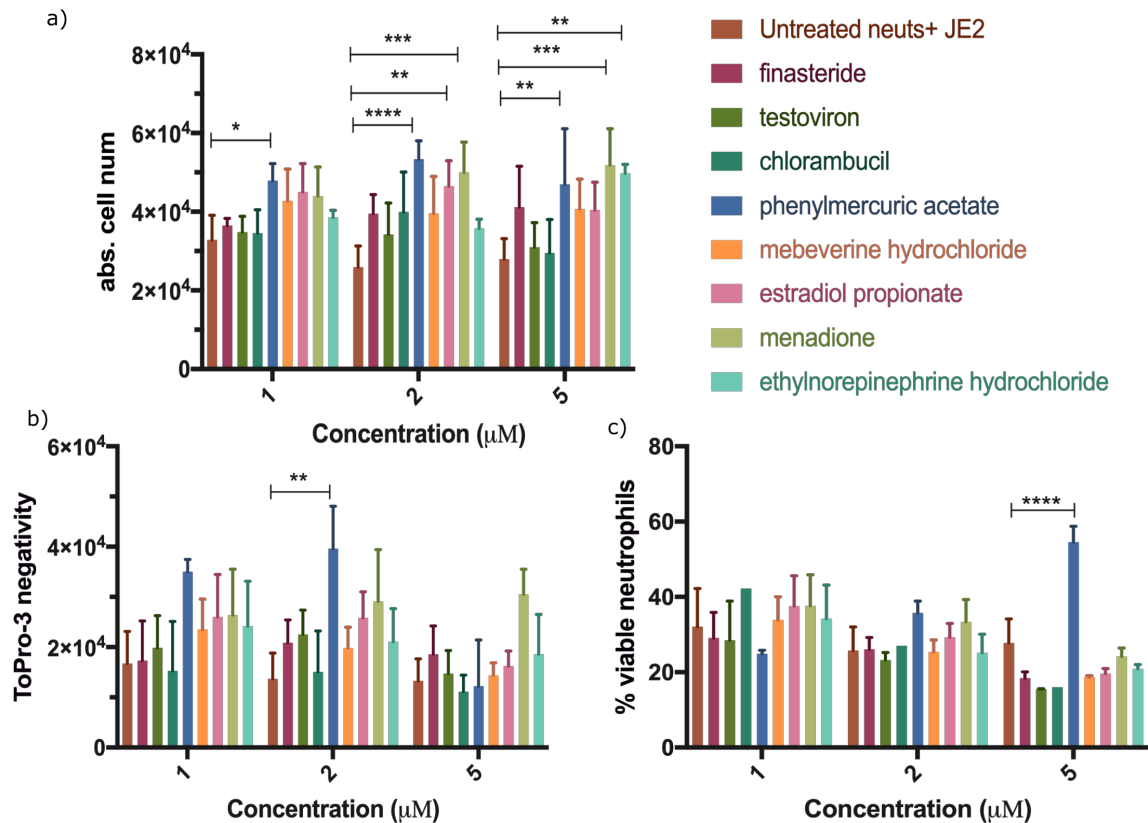 a)
abs. cell num
8×10⁴
6×10⁴
4×10⁴
2×10⁴
0
*
****
**
***
**
***
**
1
2
5
Concentration (μM)
Untreated neuts+ JE2
finasteride
testoviron
chlorambucil
phenylmercuric acetate
mebeverine hydrochloride
estradiol propionate
menadione
ethylnorepinephrine hydrochloride
b)
ToPro-3 negativity
6×10⁴
4×10⁴
2×10⁴
0
**
1
2
5
Concentration (μM)
c)
% viable neutrophils
80
60
40
20
0
****
1
2
5
Concentration (μM)